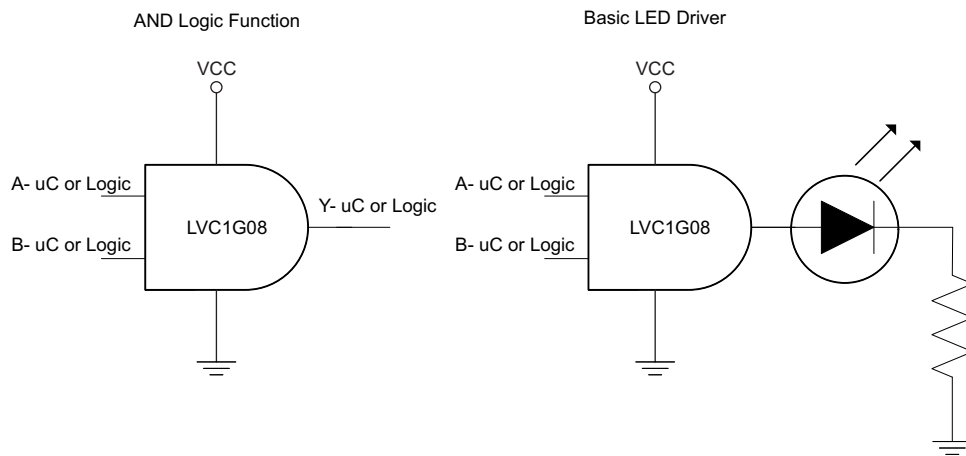 AND Logic Function
VCC
A- uC or Logic
B- uC or Logic
LVC1G08
Y- uC or Logic
Basic LED Driver
VCC
A- uC or Logic
B- uC or Logic
LVC1G08